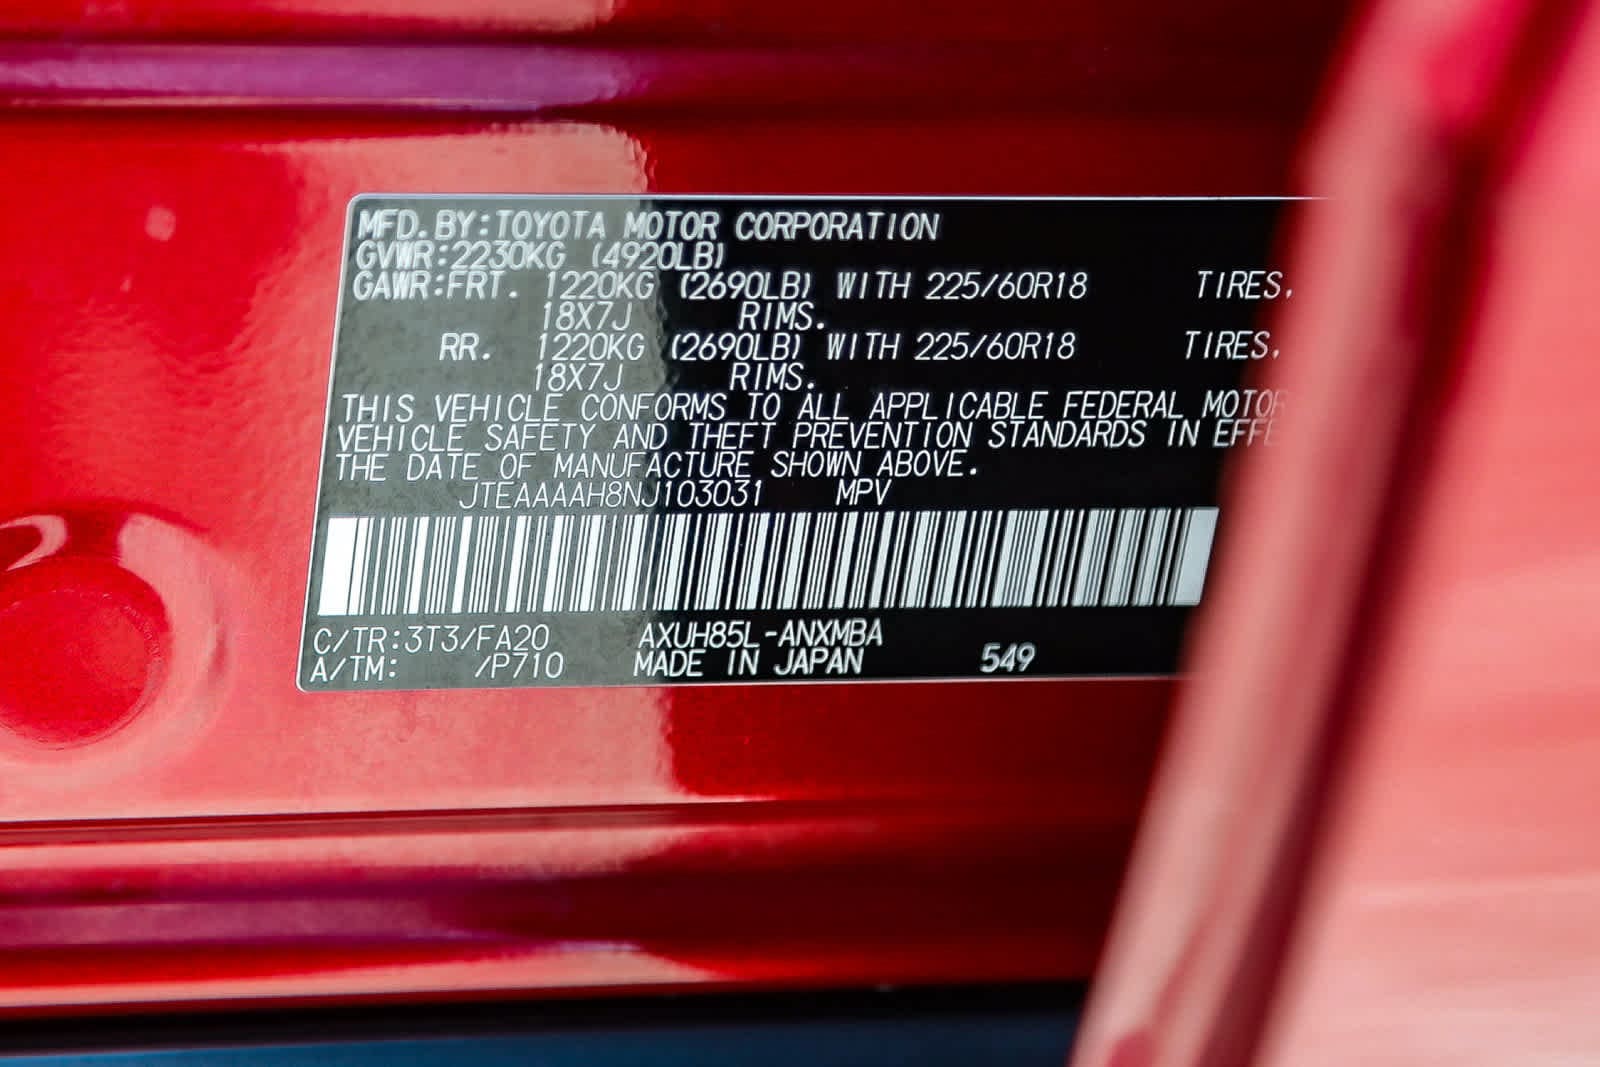 MFD.BY:TOYOTA MOTOR CORPORATION
GVWR:2230KG (4920LB)
GAWR:FRT. 1220KG (2690LB) WITH 225/60R18 TIRES,
18X7J RIMS.
RR. 1220KG (2690LB) WITH 225/60R18 TIRES,
18X7J RIMS.
THIS VEHICLE CONFORMS TO ALL APPLICABLE FEDERAL MOTOR
VEHICLE SAFETY AND THEFT PREVENTION STANDARDS IN EFFE
THE DATE OF MANUFACTURE SHOWN ABOVE.
JTEAAAAH8NJ103031 MPV
C/TR:3T3/FA20 AXUH85L-ANXMBA
A/TM: /P710 MADE IN JAPAN 549